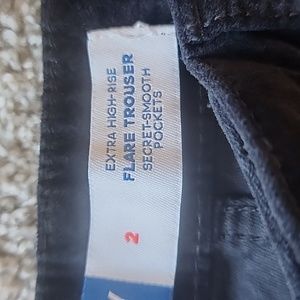 EXTRA HIGH-RISE
FLARE TROUSER
SECRET-SMOOTH
POCKETS
2